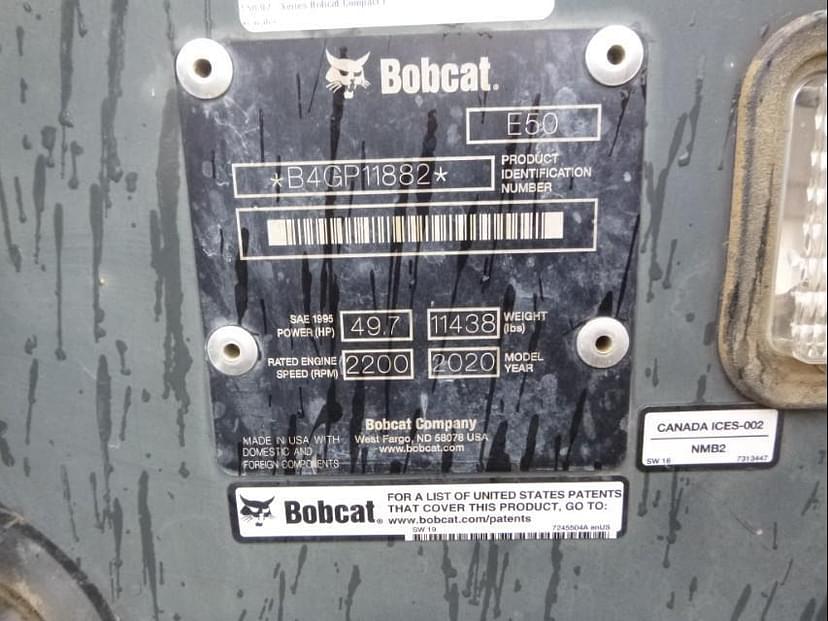 Series Bobcat Compact
Bobcat.
E50
*B4GP11882*
PRODUCT
IDENTIFICATION
NUMBER
SAE 1995
POWER (HP)
49.7
11438
WEIGHT
(lbs)
RATED ENGINE
SPEED (RPM)
2200
2020
MODEL
YEAR
Bobcat Company
West Fargo, ND 58078 USA
www.bobcat.com
MADE IN USA WITH
DOMESTIC AND
FOREIGN COMPONENTS
CANADA ICES-002
NMB2
SW 16
7313447
Bobcat®
FOR A LIST OF UNITED STATES PATENTS
THAT COVER THIS PRODUCT, GO TO:
www.bobcat.com/patents
SW 19
7245504A enUS